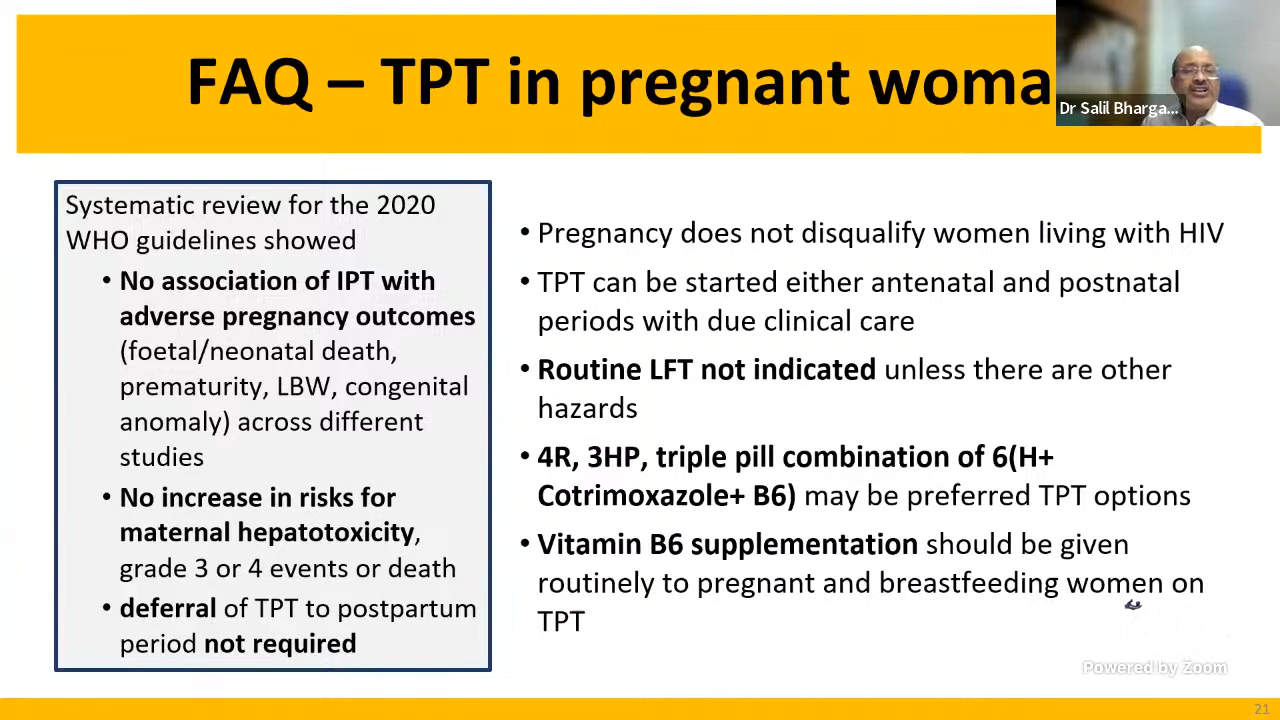 FAQ – TPT in pregnant woma
Dr Salil Bharga...
Systematic review for the 2020
WHO guidelines showed
• No association of IPT with
adverse pregnancy outcomes
(foetal/neonatal death,
prematurity, LBW, congenital
anomaly) across different
studies
• No increase in risks for
maternal hepatotoxicity,
grade 3 or 4 events or death
• deferral of TPT to postpartum
period not required
• Pregnancy does not disqualify women living with HIV
• TPT can be started either antenatal and postnatal
periods with due clinical care
• Routine LFT not indicated unless there are other
hazards
• 4R, 3HP, triple pill combination of 6(H+
Cotrimoxazole+ B6) may be preferred TPT options
• Vitamin B6 supplementation should be given
routinely to pregnant and breastfeeding women on
TPT
Powered by Zoom
21